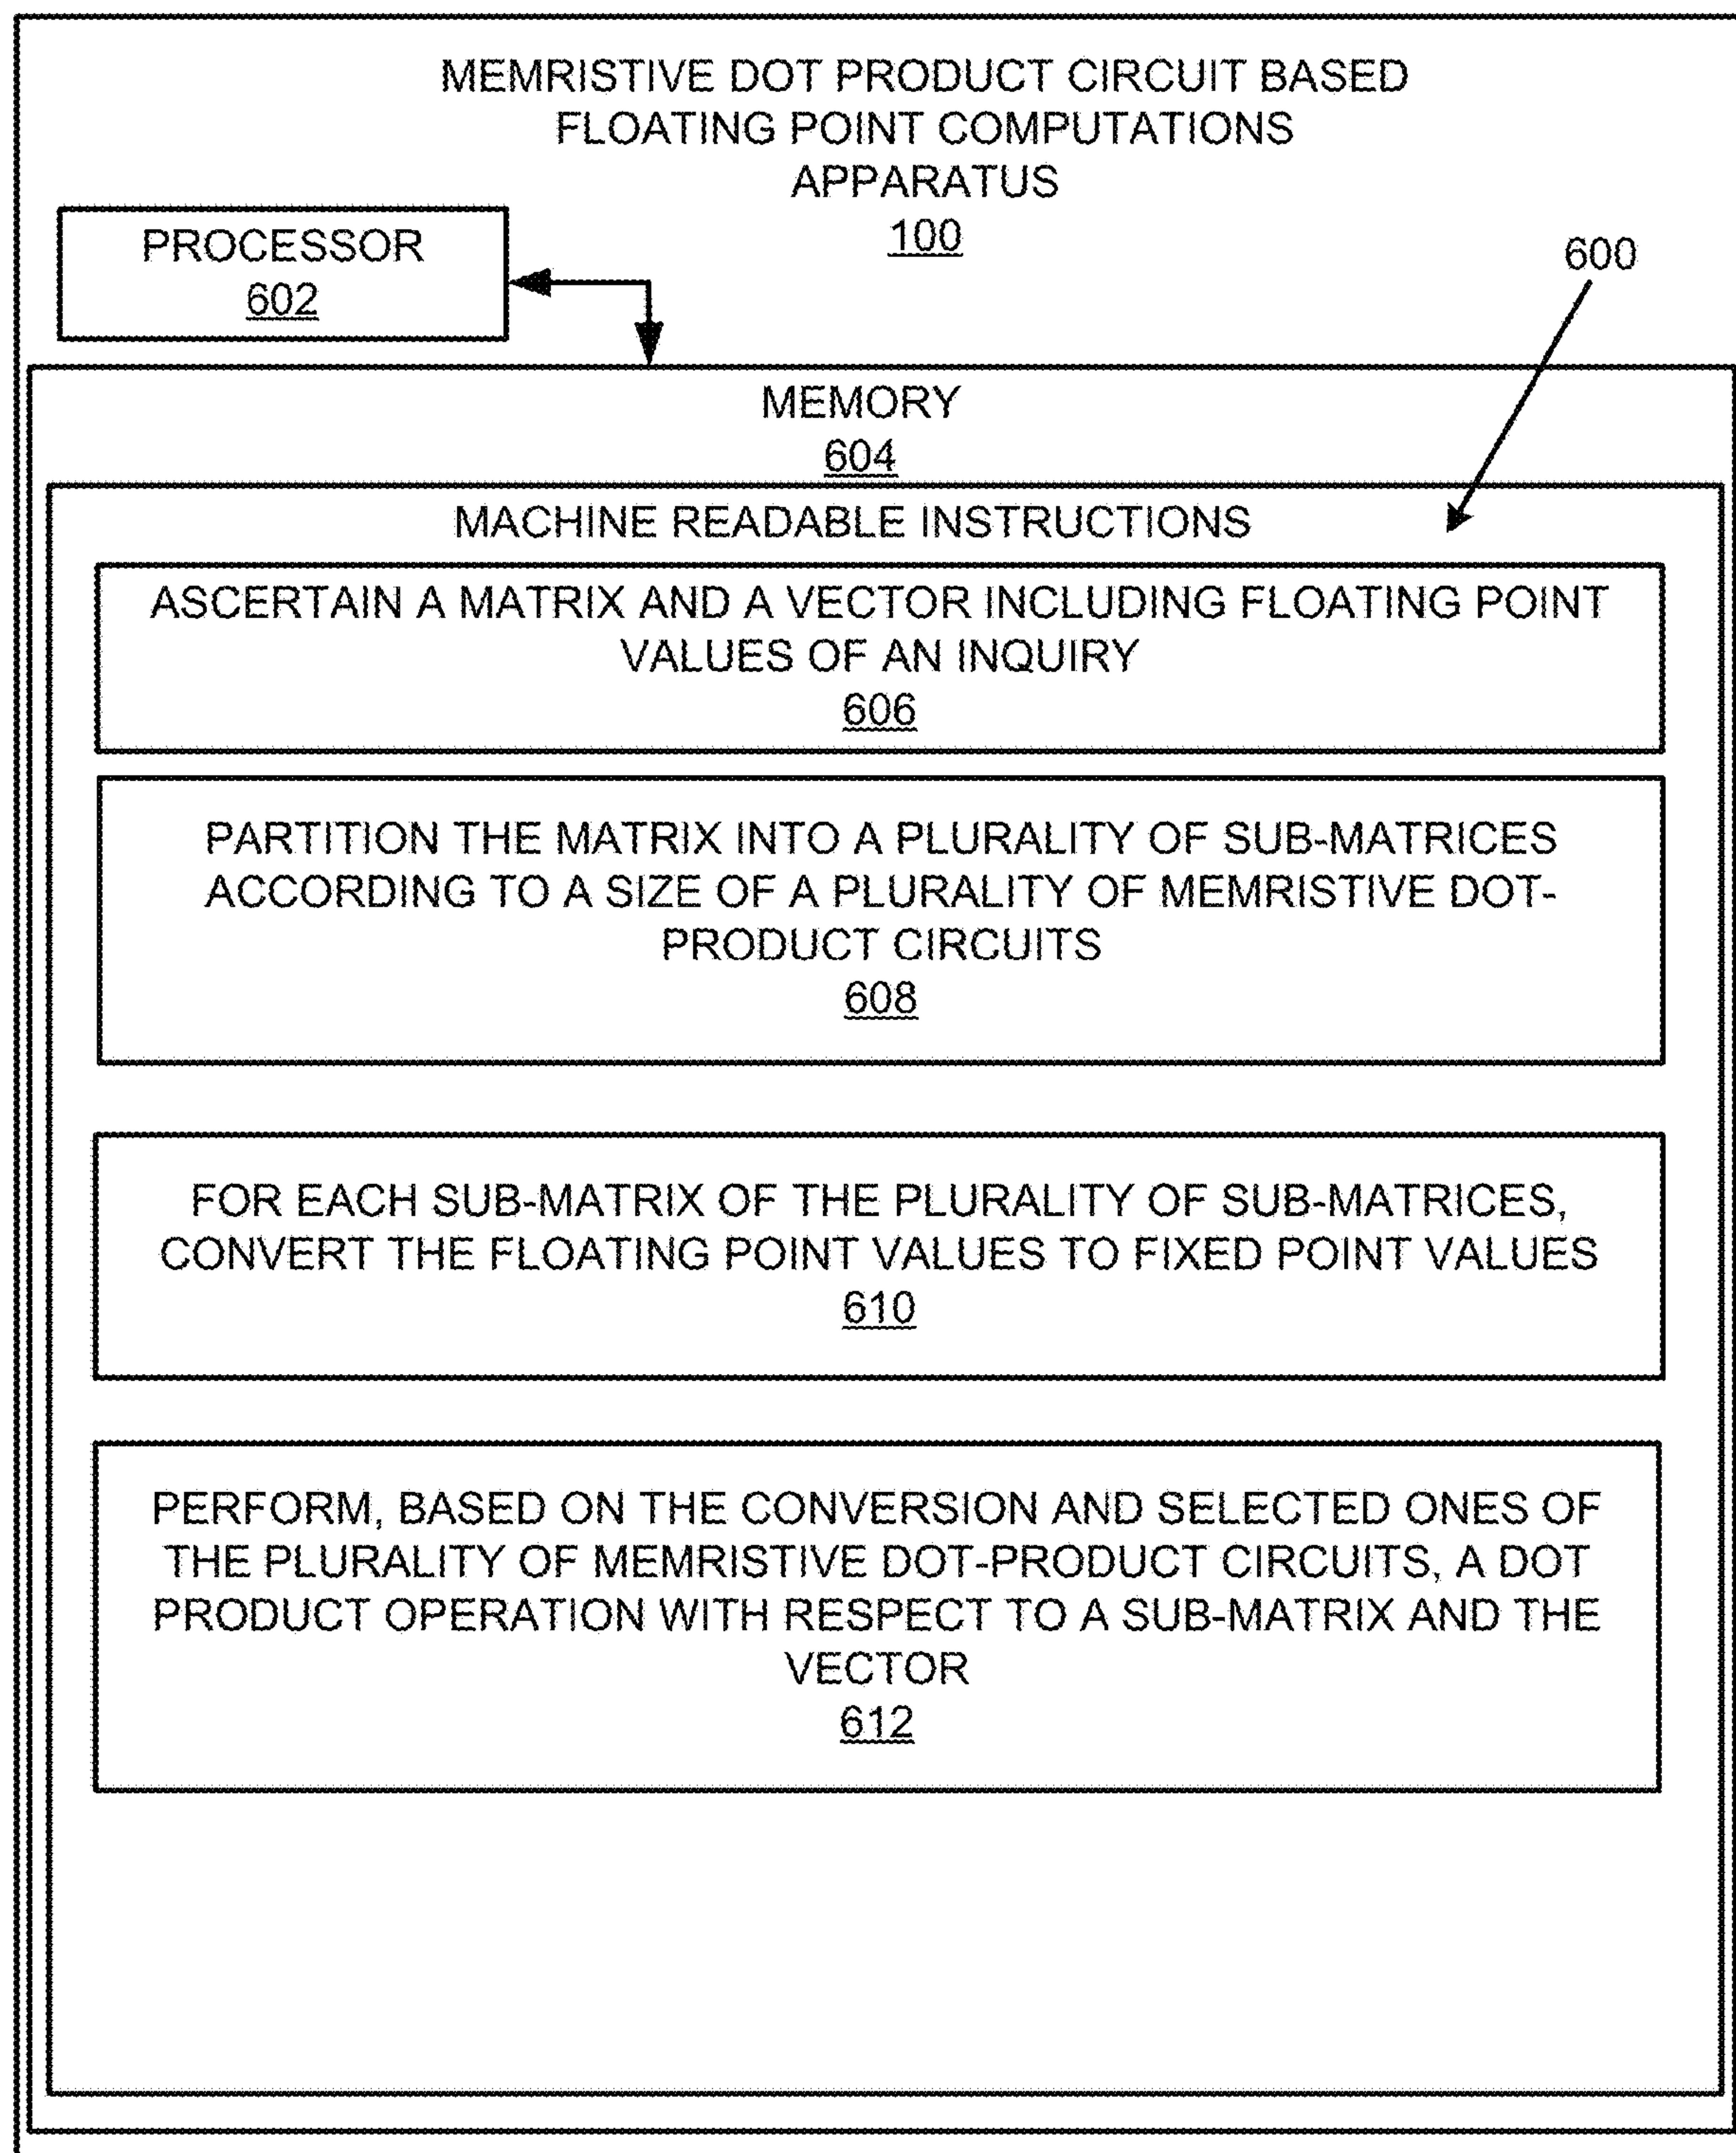 MEMRISTIVE DOT PRODUCT CIRCUIT BASED
FLOATING POINT COMPUTATIONS
APPARATUS
100
PROCESSOR
602
600
MEMORY
604
MACHINE READABLE INSTRUCTIONS
ASCERTAIN A MATRIX AND A VECTOR INCLUDING FLOATING POINT
VALUES OF AN INQUIRY
606
PARTITION THE MATRIX INTO A PLURALITY OF SUB-MATRICES
ACCORDING TO A SIZE OF A PLURALITY OF MEMRISTIVE DOT-
PRODUCT CIRCUITS
608
FOR EACH SUB-MATRIX OF THE PLURALITY OF SUB-MATRICES,
CONVERT THE FLOATING POINT VALUES TO FIXED POINT VALUES
610
PERFORM, BASED ON THE CONVERSION AND SELECTED ONES OF
THE PLURALITY OF MEMRISTIVE DOT-PRODUCT CIRCUITS, A DOT
PRODUCT OPERATION WITH RESPECT TO A SUB-MATRIX AND THE
VECTOR
612